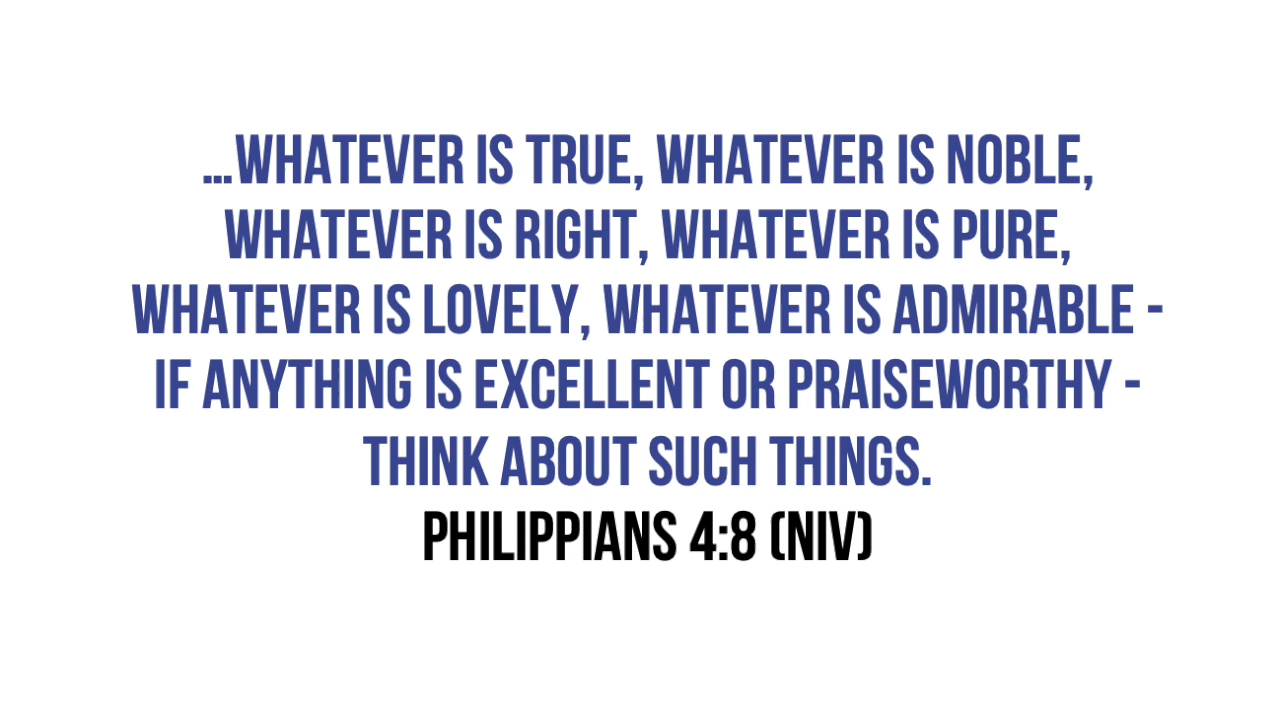 ...WHATEVER IS TRUE, WHATEVER IS NOBLE,
WHATEVER IS RIGHT, WHATEVER IS PURE,
WHATEVER IS LOVELY, WHATEVER IS ADMIRABLE -
IF ANYTHING IS EXCELLENT OR PRAISEWORTHY -
THINK ABOUT SUCH THINGS.
PHILIPPIANS 4:8 (NIV)